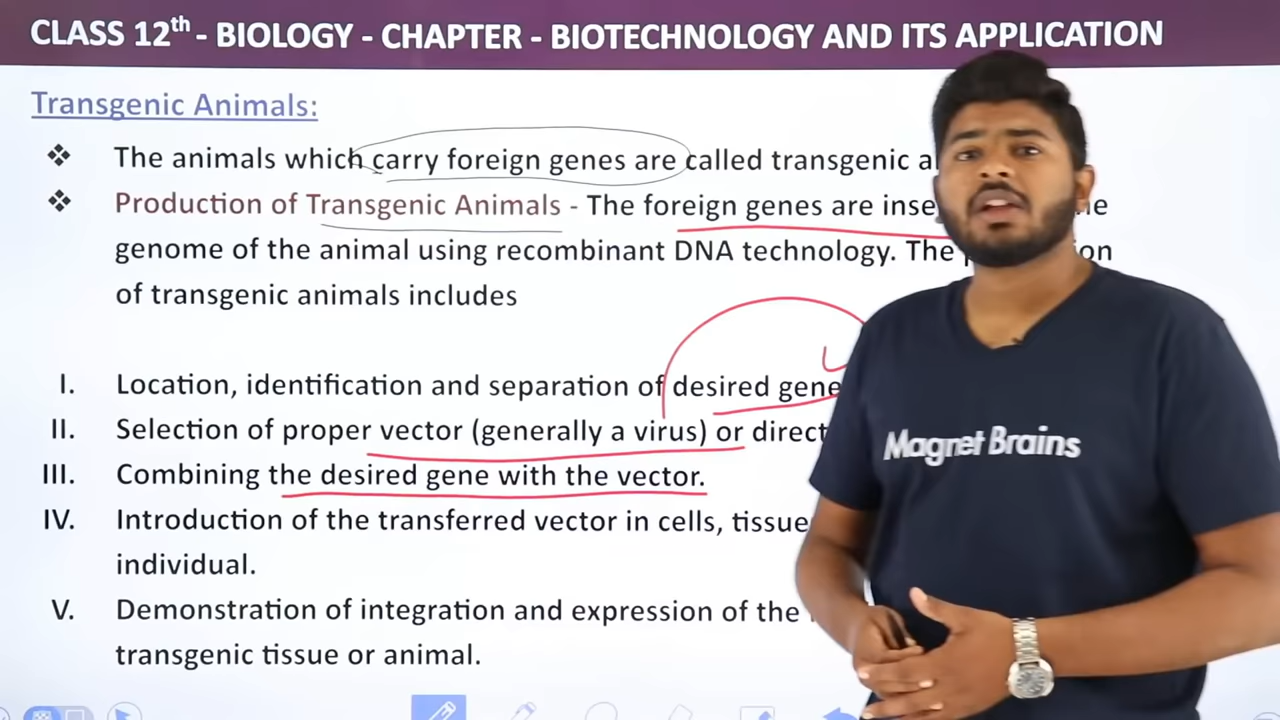 CLASS 12th - BIOLOGY - CHAPTER - BIOTECHNOLOGY AND ITS APPLICATION
Transgenic Animals:
❖ The animals which carry foreign genes are called transgenic
❖ Production of Transgenic Animals - The foreign genes are
genome of the animal using recombinant DNA technology. The
of transgenic animals includes
I. Location, identification and separation of desired gene
II. Selection of proper vector (generally a virus) or direct
III. Combining the desired gene with the vector.
IV. Introduction of the transferred vector in cells,
individual.
V. Demonstration of integration and expression of the
transgenic tissue or animal.
Magnet Brains